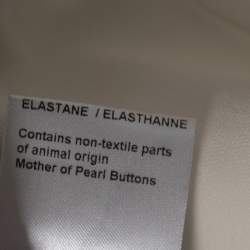 ELASTANE / ELASTHANNE
Contains non-textile parts
of animal origin
Mother of Pearl Buttons